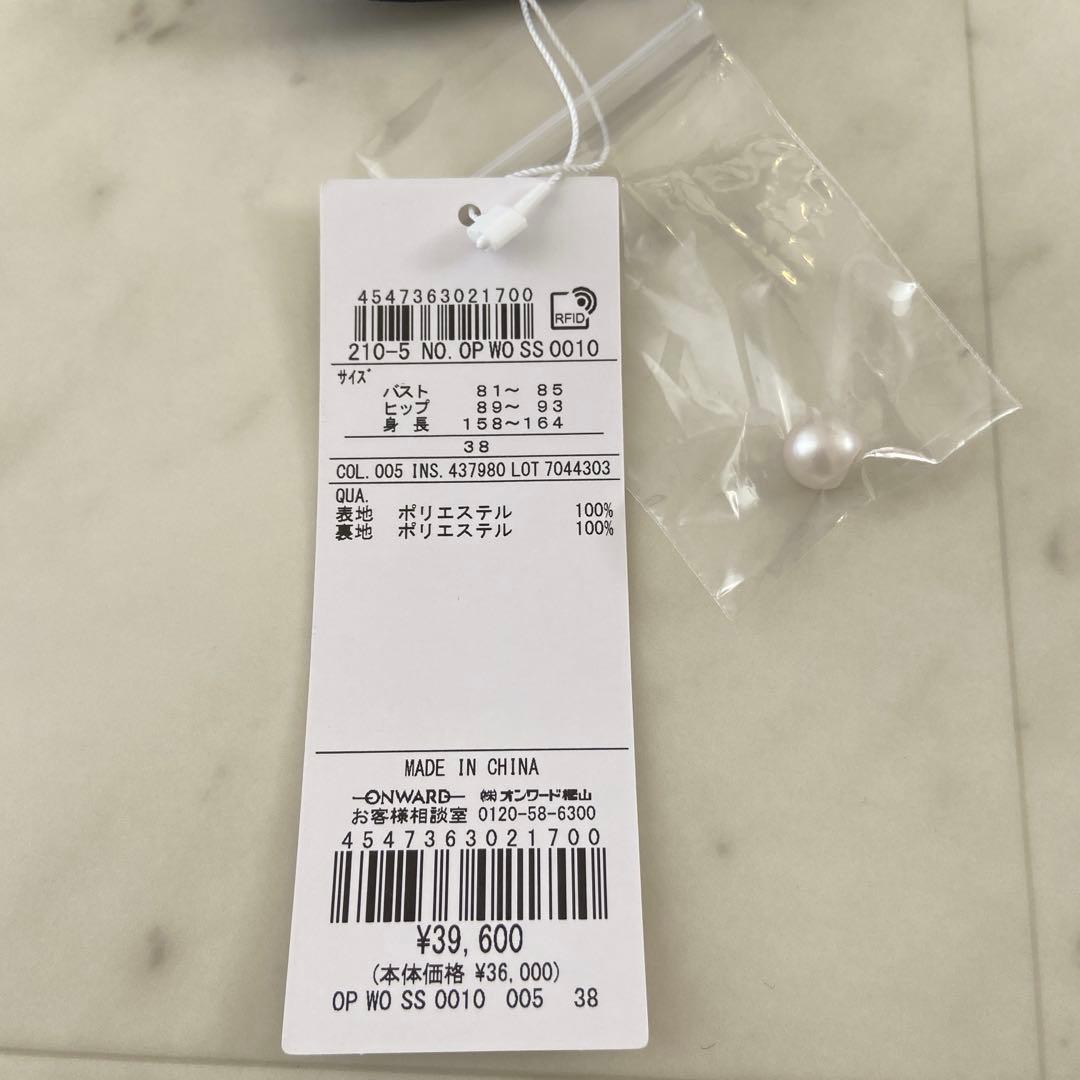 4547363021700
RFID
210-5 NO. OP WO SS 0010
ｻｲｽﾞ
バスト 81～ 85
ヒップ 89～ 93
身長 158～164
38
COL. 005 INS. 437980 LOT 7044303
QUA.
表地 ポリエステル 100%
裏地 ポリエステル 100%
MADE IN CHINA
ONWARD ㈱オンワード樫山
お客様相談室 0120-58-6300
4547363021700
¥39,600
(本体価格 ¥36,000)
OP WO SS 0010 005 38